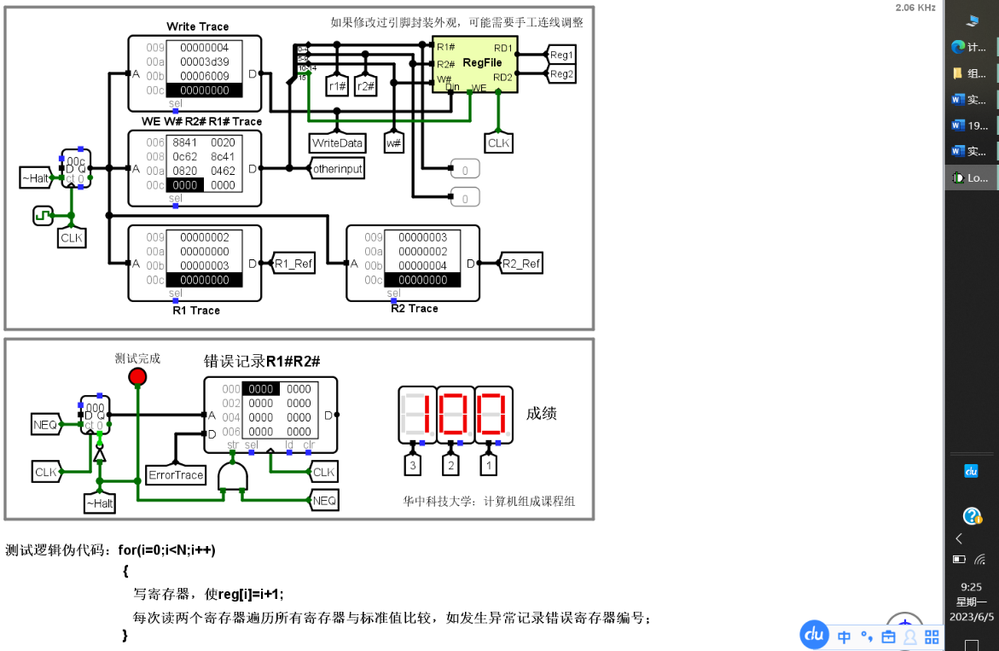 2.06 KHz
如果修改过引脚封装外观，可能需要手工连线调整
Write Trace
009 00000004
00a 00003d39
00b 00006009
00c 00000000
A
D
sel
R1#
R2#
W#
Din
WE
RegFile
RD1
RD2
Reg1
Reg2
r1#
r2#
WriteData
w#
CLK
otherinput
0
0
WE W# R2# R1# Trace
006 8841 0020
008 0c62 8c41
00a 0820 0462
00c 0000 0000
A
D
sel
~Halt
00c
D Q
ct 0
CLK
009 00000002
00a 00000000
00b 00000003
00c 00000000
A
D
sel
R1_Ref
R1 Trace
009 00000003
00a 00000002
00b 00000004
00c 00000000
A
D
sel
R2_Ref
R2 Trace
测试完成
错误记录R1#R2#
000 0000 0000
002 0000 0000
004 0000 0000
006 0000 0000
A
D
D
str sel ld clr
NEQ
000
D Q
ct 0
CLK
~Halt
ErrorTrace
CLK
NEQ
100
成绩
3
2
1
华中科技大学：计算机组成课程组
测试逻辑伪代码：for(i=0;i<N;i++)
{
写寄存器，使reg[i]=i+1;
每次读两个寄存器遍历所有寄存器与标准值比较，如发生异常记录错误寄存器编号；
}
计...
组...
实...
19...
实...
Lo...
du
9:25
星期一
2023/6/5
du
中